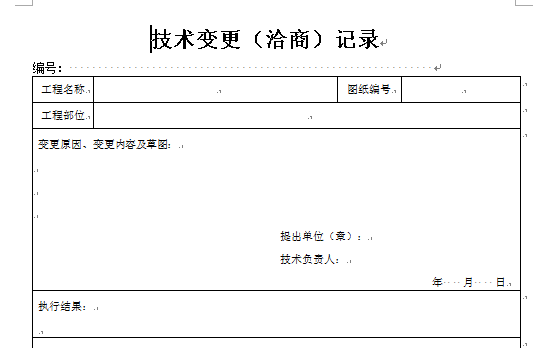 技术变更（洽商）记录
编号：
工程名称 图纸编号
工程部位
变更原因、变更内容及草图：
提出单位（章）：
技术负责人：
年 月 日
执行结果：